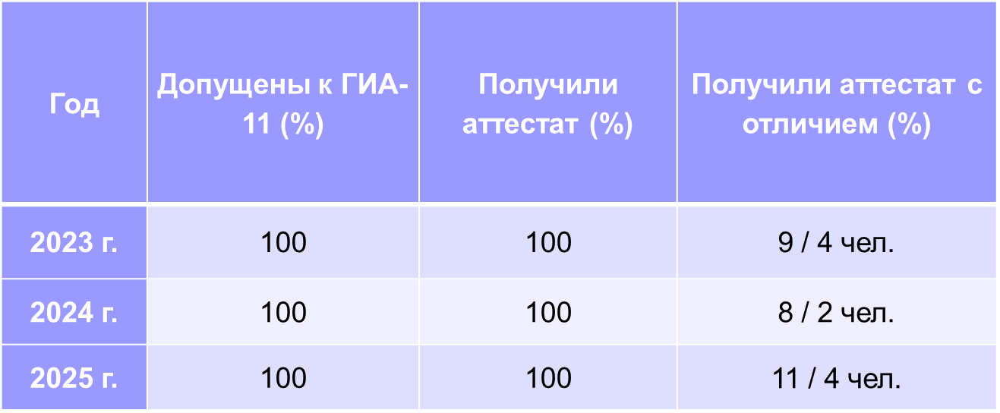 Год
Допущены к ГИА-
11 (%)
Получили
аттестат (%)
Получили аттестат с
отличием (%)
2023 г.
100
100
9 / 4 чел.
2024 г.
100
100
8 / 2 чел.
2025 г.
100
100
11 / 4 чел.